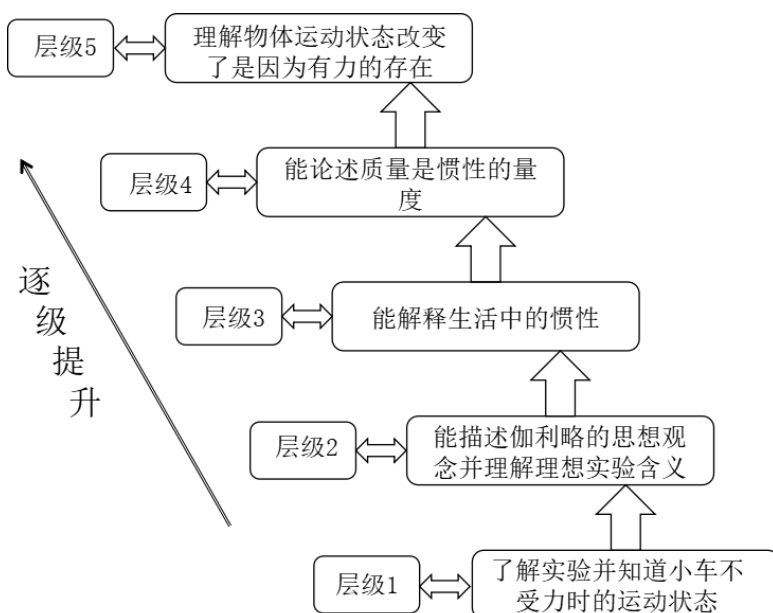 层级5
理解物体运动状态改变
了是因为有力的存在
层级4
能论述质量是惯性的量
度
层级3
能解释生活中的惯性
层级2
能描述伽利略的思想观
念并理解理想实验含义
层级1
了解实验并知道小车不
受力时的运动状态
逐级提升